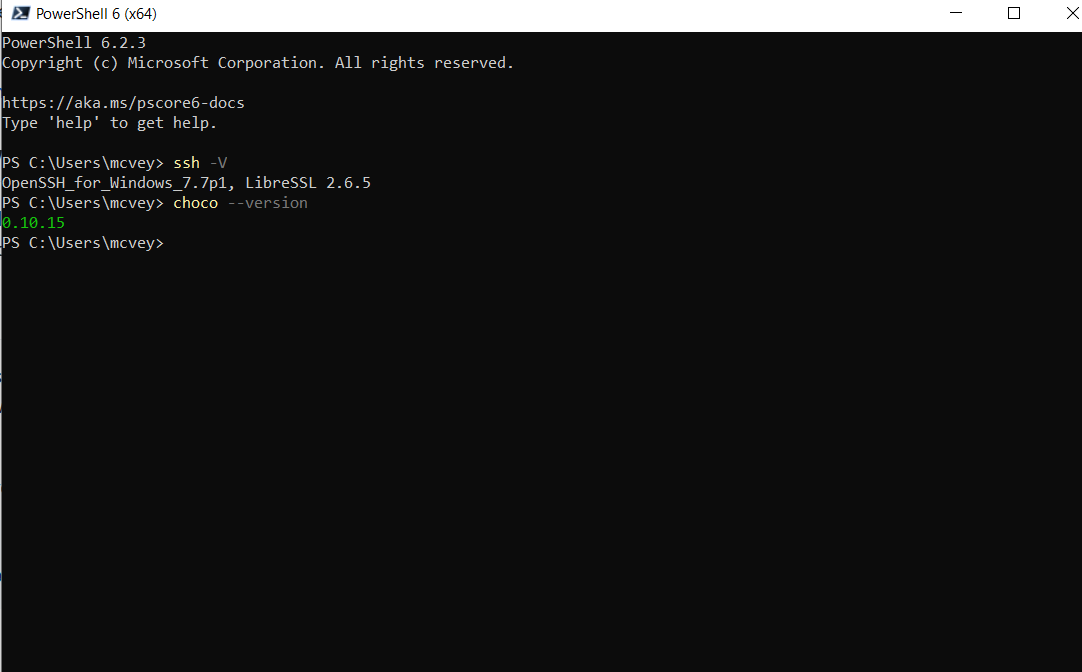 PowerShell 6 (x64)
PowerShell 6.2.3
Copyright (c) Microsoft Corporation. All rights reserved.
https://aka.ms/pscore6-docs
Type 'help' to get help.
PS C:\Users\mcvey> ssh -V
OpenSSH_for_Windows_7.7p1, LibreSSL 2.6.5
PS C:\Users\mcvey> choco --version
0.10.15
PS C:\Users\mcvey>